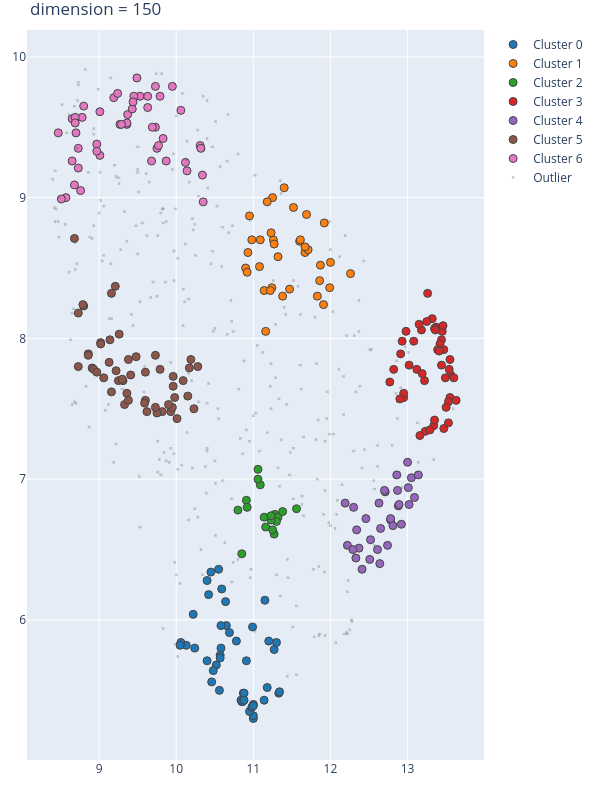 dimension = 150
10
9
8
7
6
9
10
11
12
13
Cluster 0
Cluster 1
Cluster 2
Cluster 3
Cluster 4
Cluster 5
Cluster 6
Outlier